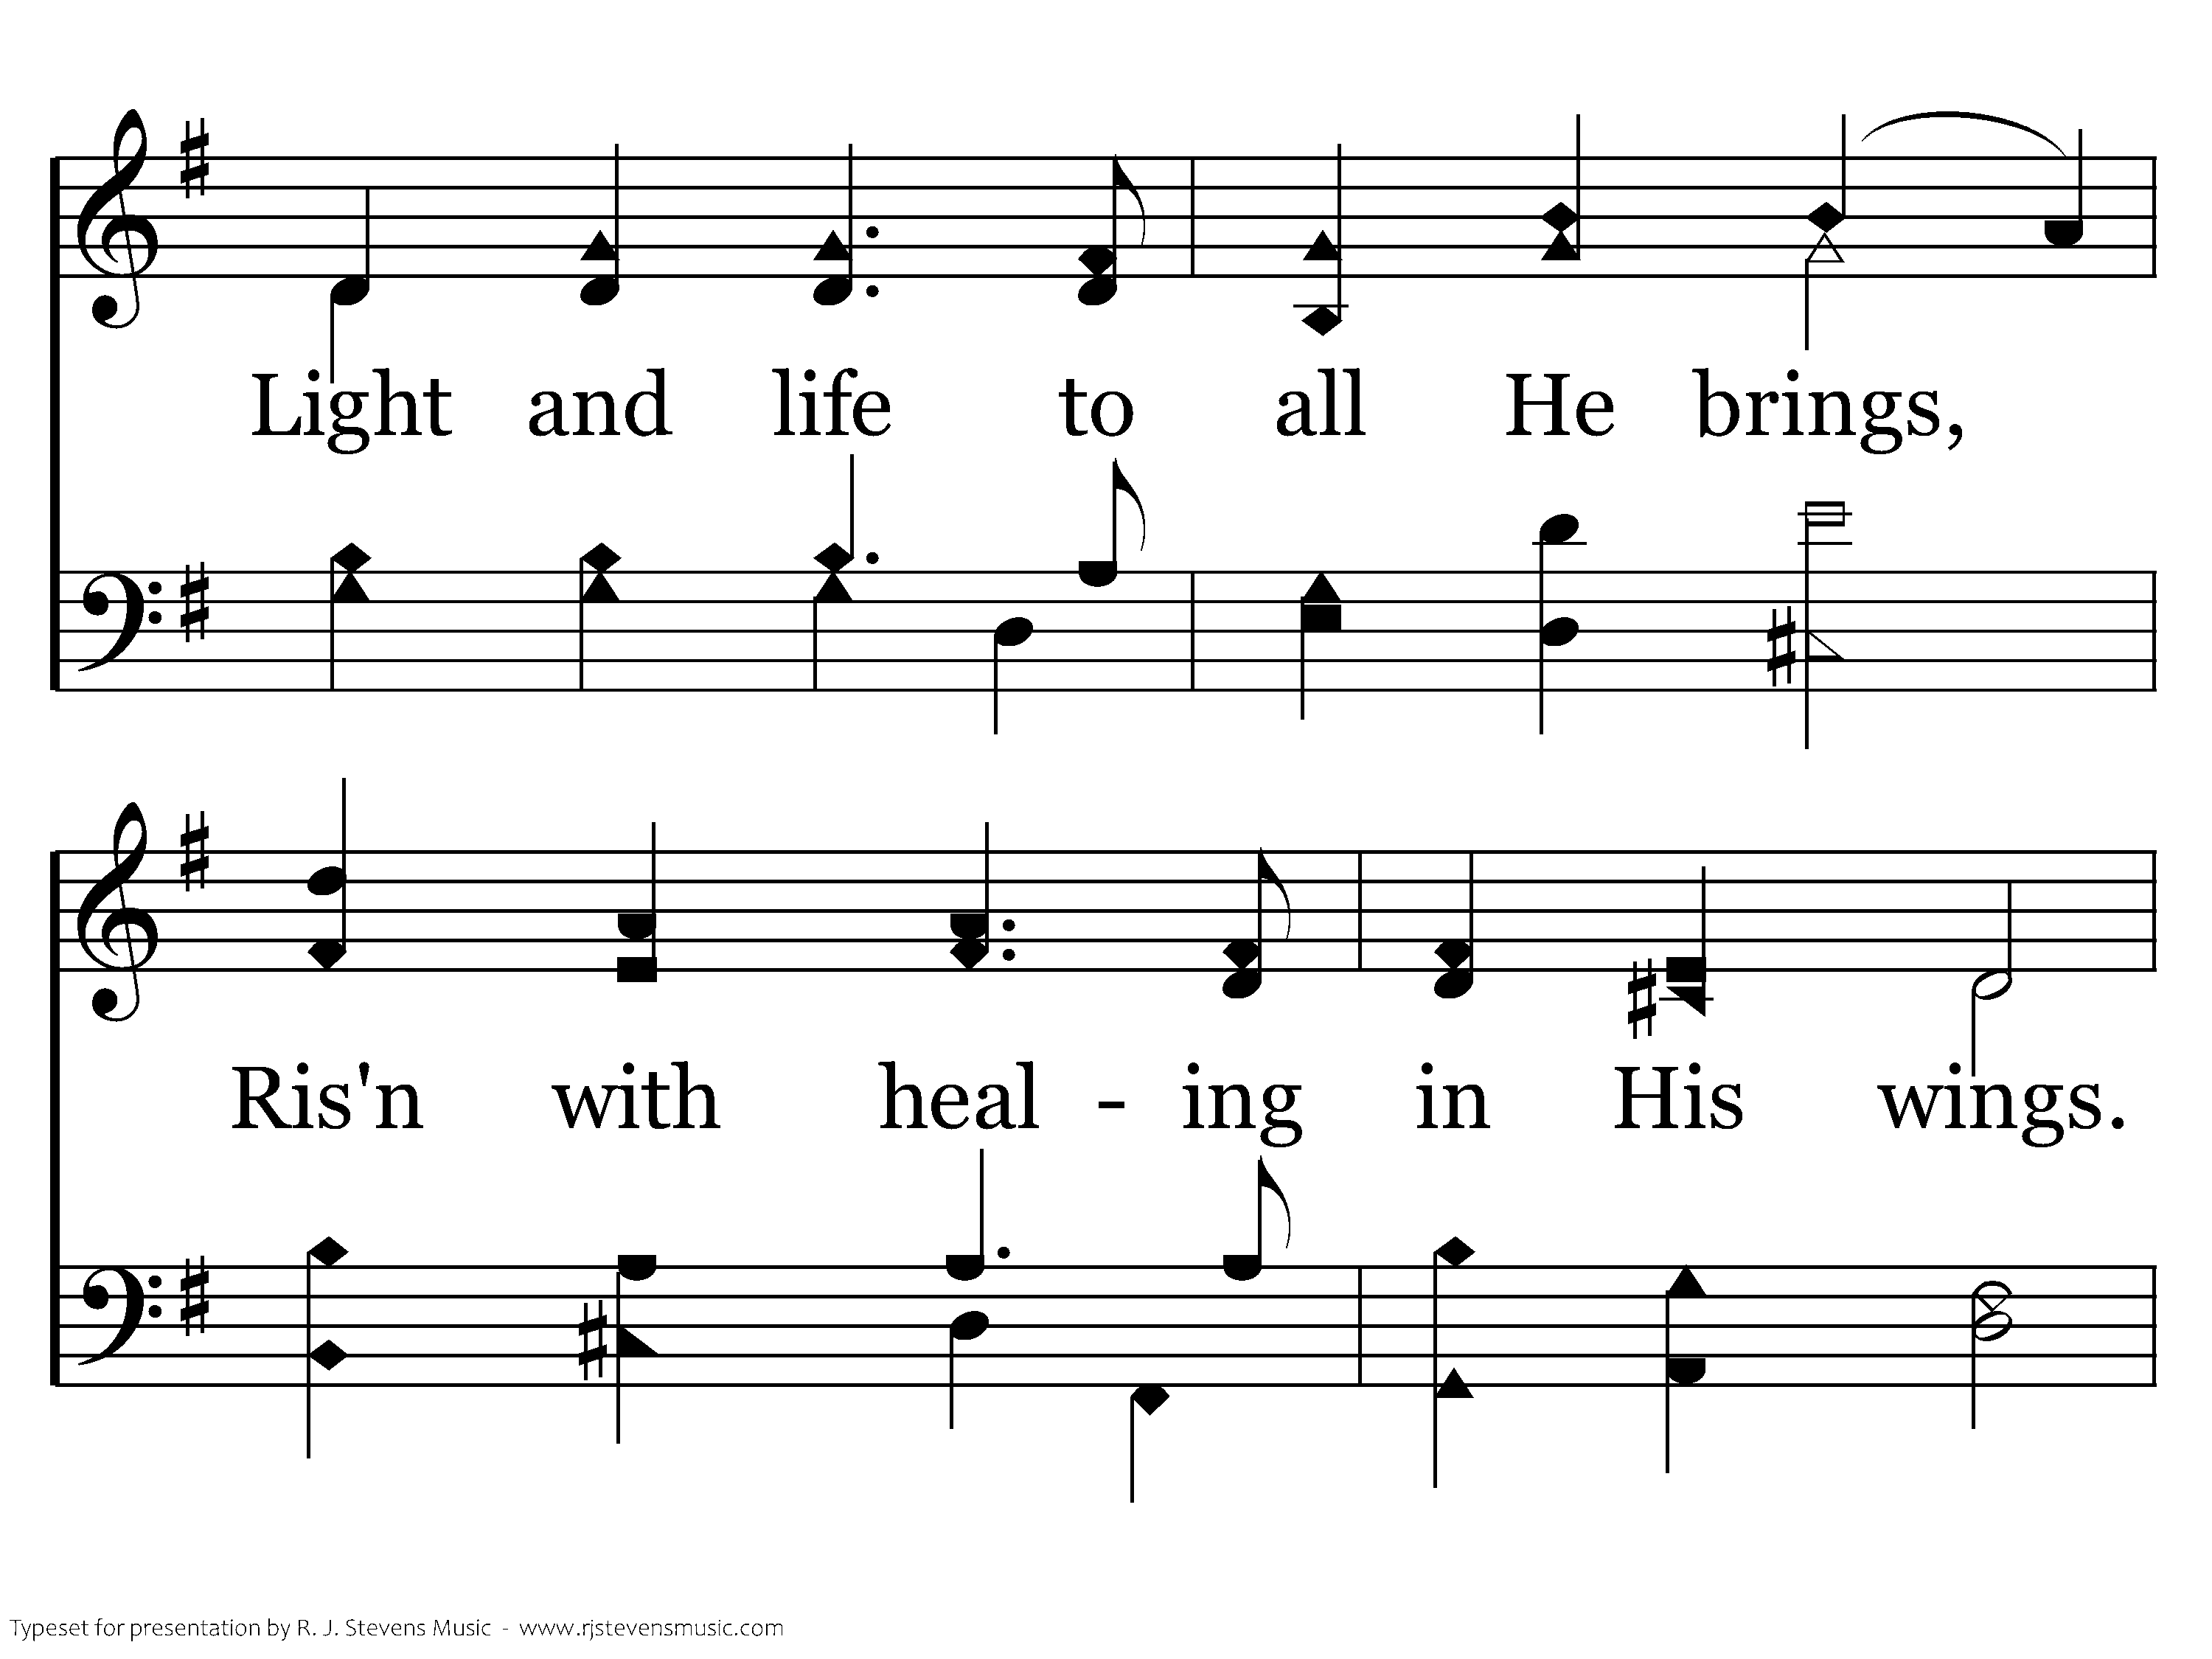 Light and life to all He brings,
Ris'n with heal - ing in His wings.
Typeset for presentation by R. J. Stevens Music - www.rjstevensmusic.com